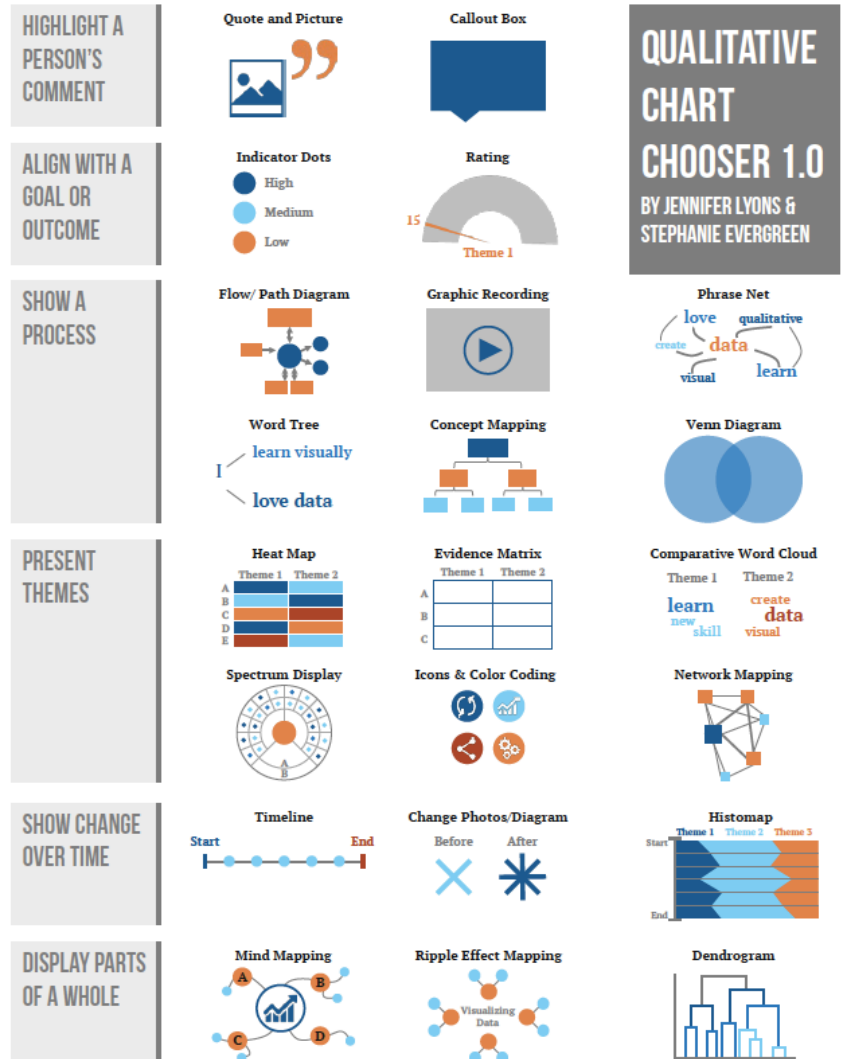 HIGHLIGHT A
PERSON'S
COMMENT
Quote and Picture
Callout Box
QUALITATIVE
CHART
CHOOSER 1.0
BY JENNIFER LYONS &
STEPHANIE EVERGREEN
ALIGN WITH A
GOAL OR
OUTCOME
Indicator Dots
High
Medium
Low
Rating
15
Theme 1
SHOW A
PROCESS
Flow/ Path Diagram
Graphic Recording
Phrase Net
love
qualitative
create
data
visual
learn
Word Tree
I
learn visually
love data
Concept Mapping
Venn Diagram
PRESENT
THEMES
Heat Map
Theme 1 Theme 2
A
B
C
D
E
Evidence Matrix
Theme 1 Theme 2
A
B
C
Comparative Word Cloud
Theme 1 Theme 2
learn
new
skill
create
data
visual
Spectrum Display
A
B
Icons & Color Coding
Network Mapping
SHOW CHANGE
OVER TIME
Timeline
Start End
Change Photos/Diagram
Before After
Histomap
Theme 1 Theme 2 Theme 3
Start
End
DISPLAY PARTS
OF A WHOLE
Mind Mapping
A
B
C
D
Ripple Effect Mapping
Visualizing
Data
Dendrogram